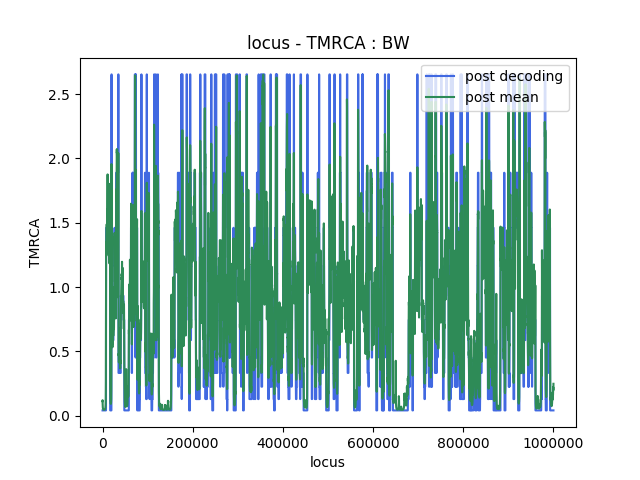 locus - TMRCA : BW
post decoding
post mean
TMRCA
2.5
2.0
1.5
1.0
0.5
0.0
0 200000 400000 600000 800000 1000000
locus